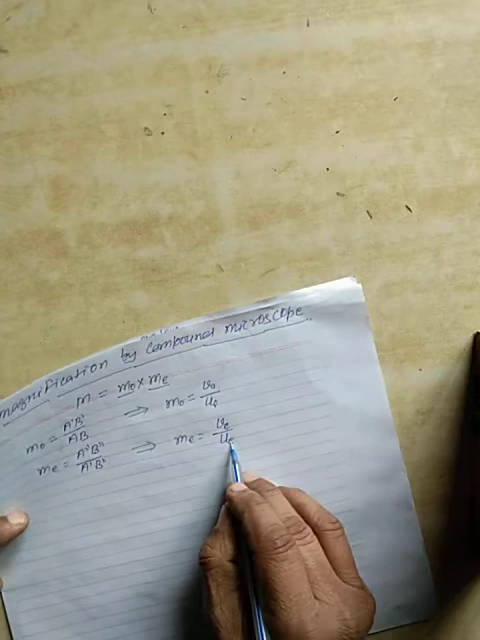 magnification by compound microscope
M = mo × me
mo = A'B'/AB ⇒ mo = vo/uo
me = A"B"/A'B' ⇒ me = ve/ue